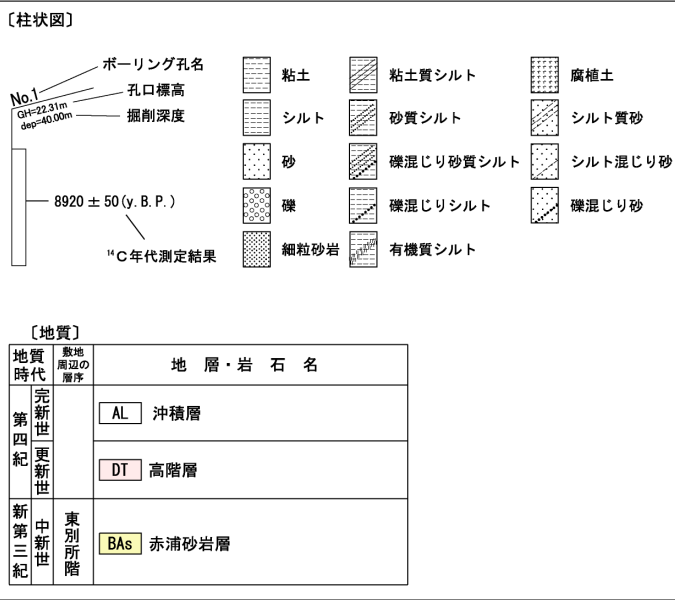 〔柱状図〕
ボーリング孔名
No.1
孔口標高
GH=22.31m
掘削深度
dep=40.00m
8920±50(y.B.P.)
¹⁴C年代測定結果
粘土
粘土質シルト
腐植土
シルト
砂質シルト
シルト質砂
砂
礫混じり砂質シルト
シルト混じり砂
礫
礫混じりシルト
礫混じり砂
細粒砂岩
有機質シルト
〔地質〕
地質時代
敷地周辺の層序
地層・岩石名
第四紀
完新世
AL 沖積層
更新世
DT 高階層
新第三紀
中新世
東別所階
BAs 赤浦砂岩層